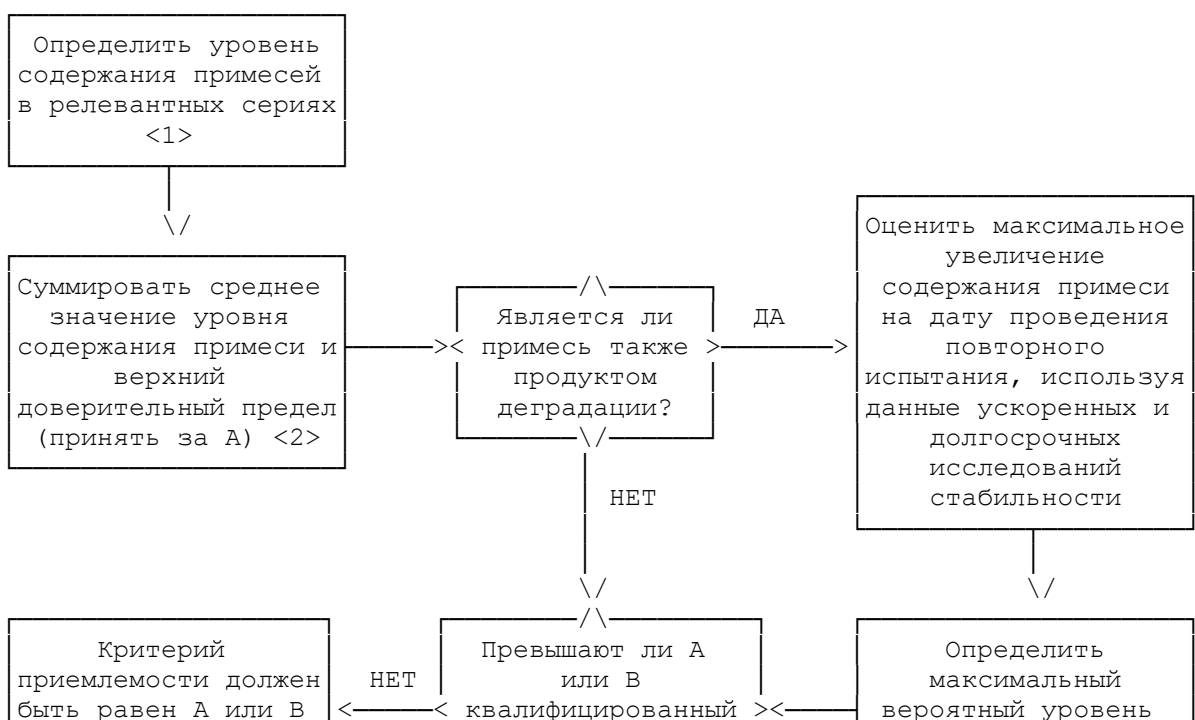 Определить уровень
содержания примесей
в релевантных сериях
<1>
Суммировать среднее
значение уровня
содержания примеси и
верхний
доверительный предел
(принять за A) <2>
Является ли
примесь также
продуктом
деградации?
ДА
Оценить максимальное
увеличение
содержания примеси
на дату проведения
повторного
испытания, используя
данные ускоренных и
долгосрочных
исследований
стабильности
НЕТ
Критерий
приемлемости должен
быть равен A или B
НЕТ
Превышают ли A
или B
квалифицированный
Определить
максимальный
вероятный уровень